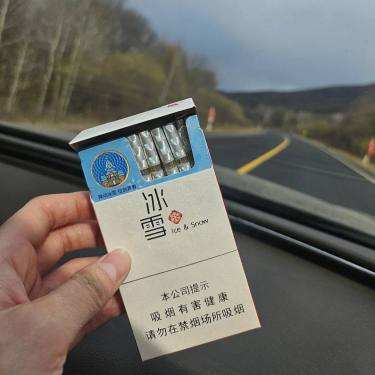 冰
雪
Ice & Snow
本公司提示
吸烟有害健康
请勿在禁烟场所吸烟